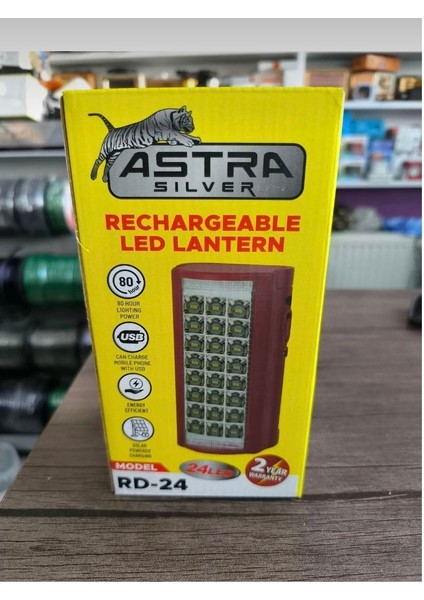 ASTRA
SILVER
RECHARGEABLE
LED LANTERN
80
hour
80 HOUR
LIGHTING
POWER
USB
CAN CHARGE
MOBILE PHONE
WITH USB
ENERGY
EFFICIENT
SOLAR
POWERED
CHARGING
MODEL
RD-24
24LED
2 YEAR
WARRANTY